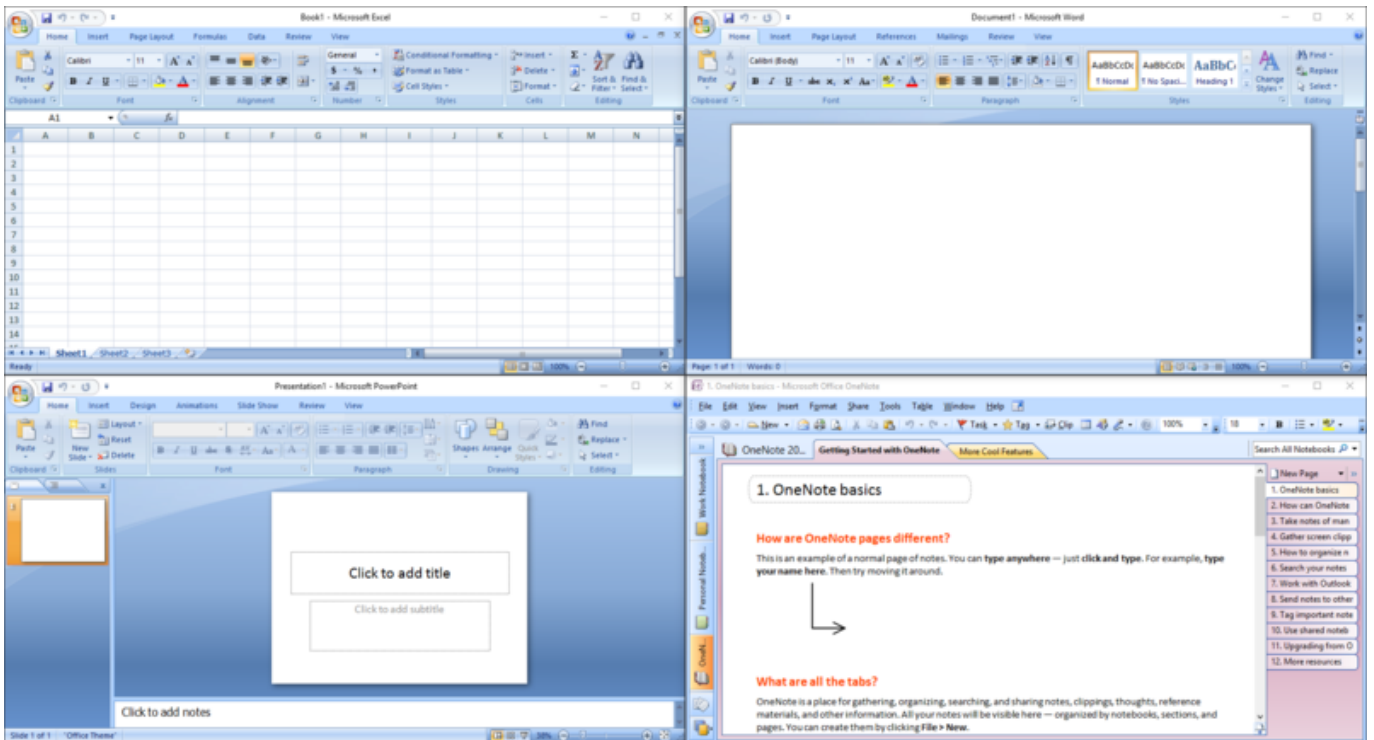 Book1 - Microsoft Excel
Home Insert Page Layout Formulas Data Review View
Calibri 11 A A General Conditional Formatting Insert Σ
Paste B I U A $ % , Format as Table Delete Sort & Filter Find & Select
Cell Styles Format
Clipboard Font Alignment Number Styles Cells Editing
A1 fx
A B C D E F G H I J K L M N
1
2
3
4
5
6
7
8
9
10
11
12
13
14
Sheet1 Sheet2 Sheet3
Ready 100%
Document1 - Microsoft Word
Home Insert Page Layout References Mailings Review View
Calibri (Body) 11 A A Find
Paste B I U abc x, x² Aa A AaBbCcDc AaBbCcDc AaBbC Change Styles Replace
¶ Normal ¶ No Spaci... Heading 1 Select
Clipboard Font Paragraph Styles Editing
Page: 1 of 1 Words: 0 100%
Presentation1 - Microsoft PowerPoint
Home Insert Design Animations Slide Show Review View
Paste New Slide Layout Reset Delete A A Shapes Arrange Quick Styles Find Replace Select
B I U abc S AV Aa A
Clipboard Slides Font Paragraph Drawing Editing
1
Click to add title
Click to add subtitle
Click to add notes
Slide 1 of 1 "Office Theme" 38%
1. OneNote basics - Microsoft Office OneNote
File Edit View Insert Format Share Tools Table Window Help
New Task Tag Clip 100% 18 B
OneNote 20... Getting Started with OneNote More Cool Features Search All Notebooks
Work Notebook
Personal Noteb...
OneN...
1. OneNote basics
How are OneNote pages different?
This is an example of a normal page of notes. You can type anywhere — just click and type. For example, type
your name here. Then try moving it around.
What are all the tabs?
OneNote is a place for gathering, organizing, searching, and sharing notes, clippings, thoughts, reference
materials, and other information. All your notes will be visible here — organized by notebooks, sections, and
pages. You can create them by clicking File > New.
New Page
1. OneNote basics
2. How can OneNote
3. Take notes of man
4. Gather screen clipp
5. How to organize n
6. Search your notes
7. Work with Outlook
8. Send notes to other
9. Tag important note
10. Use shared noteb
11. Upgrading from O
12. More resources